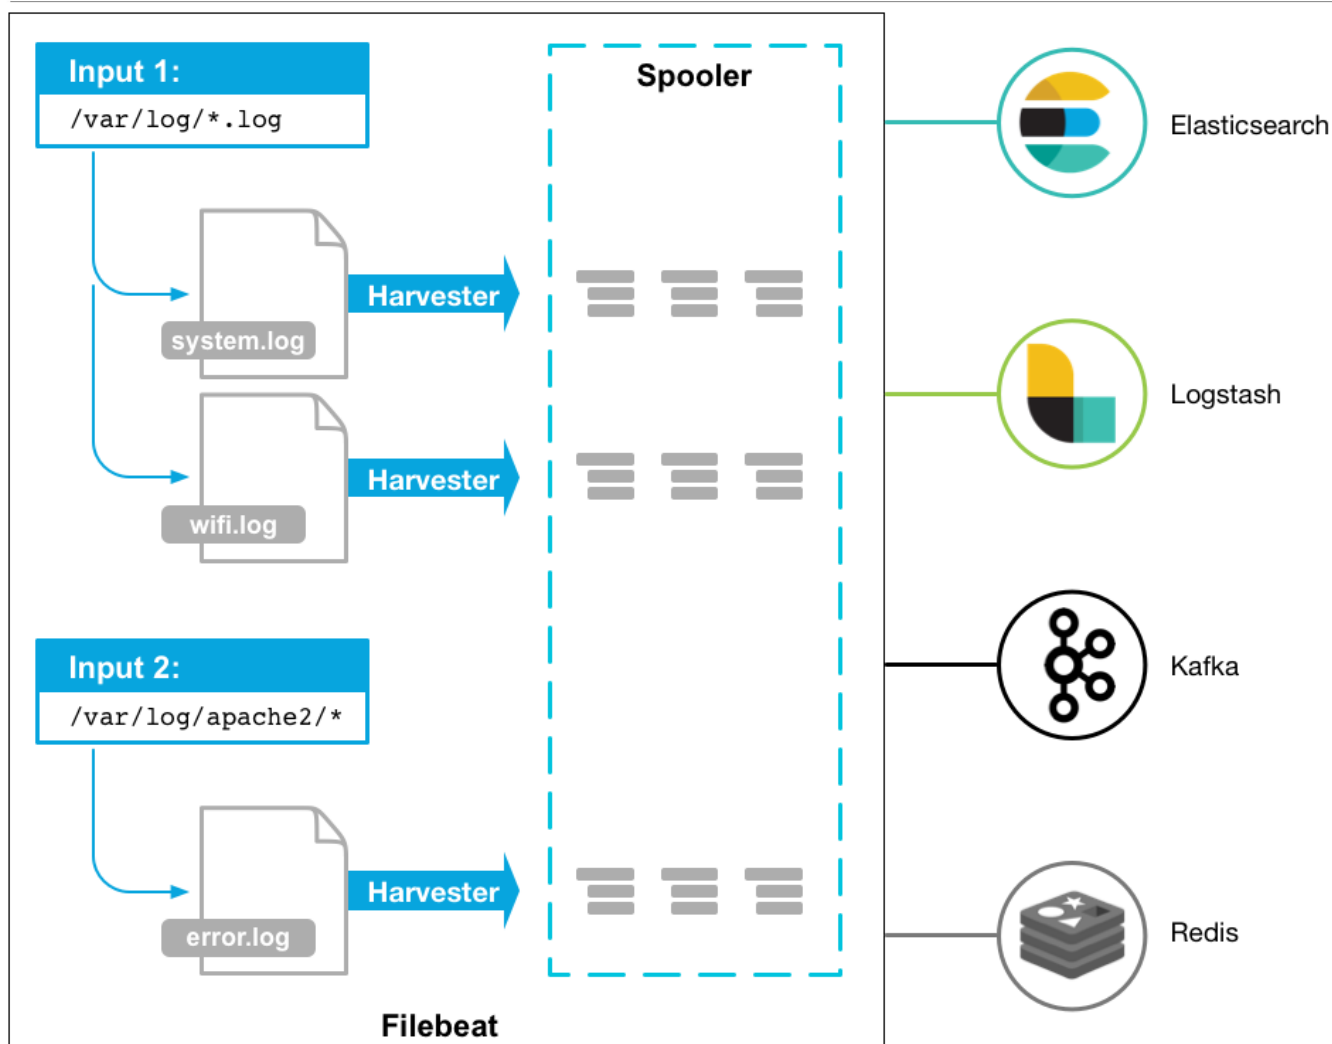 Input 1:
/var/log/*.log
system.log
Harvester
wifi.log
Harvester
Input 2:
/var/log/apache2/*
error.log
Harvester
Spooler
Filebeat
Elasticsearch
Logstash
Kafka
Redis